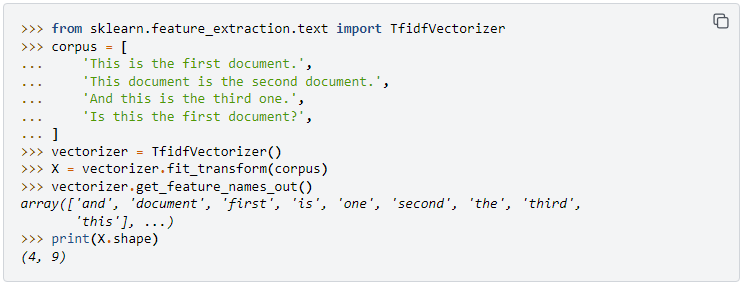 >>> from sklearn.feature_extraction.text import TfidfVectorizer
>>> corpus = [
...     'This is the first document.',
...     'This document is the second document.',
...     'And this is the third one.',
...     'Is this the first document?',
... ]
>>> vectorizer = TfidfVectorizer()
>>> X = vectorizer.fit_transform(corpus)
>>> vectorizer.get_feature_names_out()
array(['and', 'document', 'first', 'is', 'one', 'second', 'the', 'third',
       'this'], ...)
>>> print(X.shape)
(4, 9)